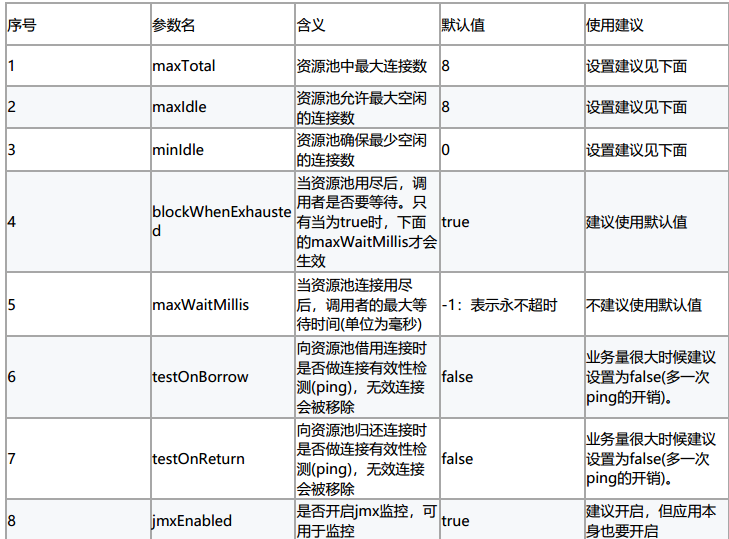 序号 参数名 含义 默认值 使用建议
1 maxTotal 资源池中最大连接数 8 设置建议见下面
2 maxIdle 资源池允许最大空闲
的连接数 8 设置建议见下面
3 minIdle 资源池确保最少空闲
的连接数 0 设置建议见下面
4 blockWhenExhauste
d 当资源池用尽后，调
用者是否要等待。只
有当为true时，下面
的maxWaitMillis才会
生效 true 建议使用默认值
5 maxWaitMillis 当资源池连接用尽
后，调用者的最大等
待时间(单位为毫秒) -1：表示永不超时 不建议使用默认值
6 testOnBorrow 向资源池借用连接时
是否做连接有效性检
测(ping)，无效连接
会被移除 false 业务量很大时候建议
设置为false(多一次
ping的开销)。
7 testOnReturn 向资源池归还连接时
是否做连接有效性检
测(ping)，无效连接
会被移除 false 业务量很大时候建议
设置为false(多一次
ping的开销)。
8 jmxEnabled 是否开启jmx监控，可
用于监控 true 建议开启，但应用本
身也要开启